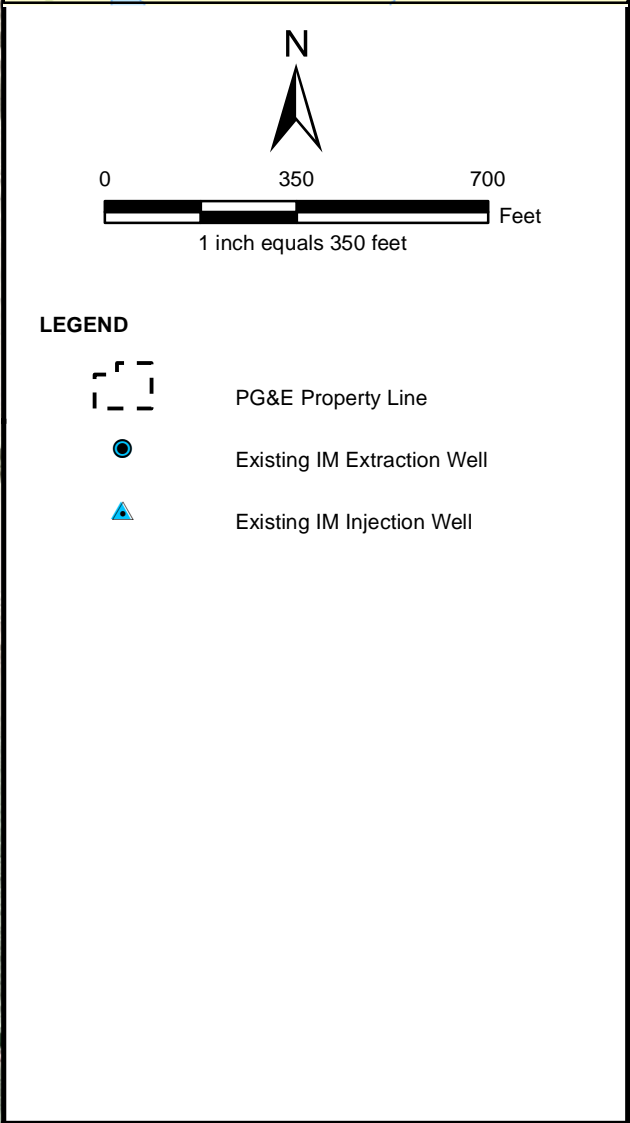 N
0 350 700
Feet
1 inch equals 350 feet
LEGEND
PG&E Property Line
Existing IM Extraction Well
Existing IM Injection Well